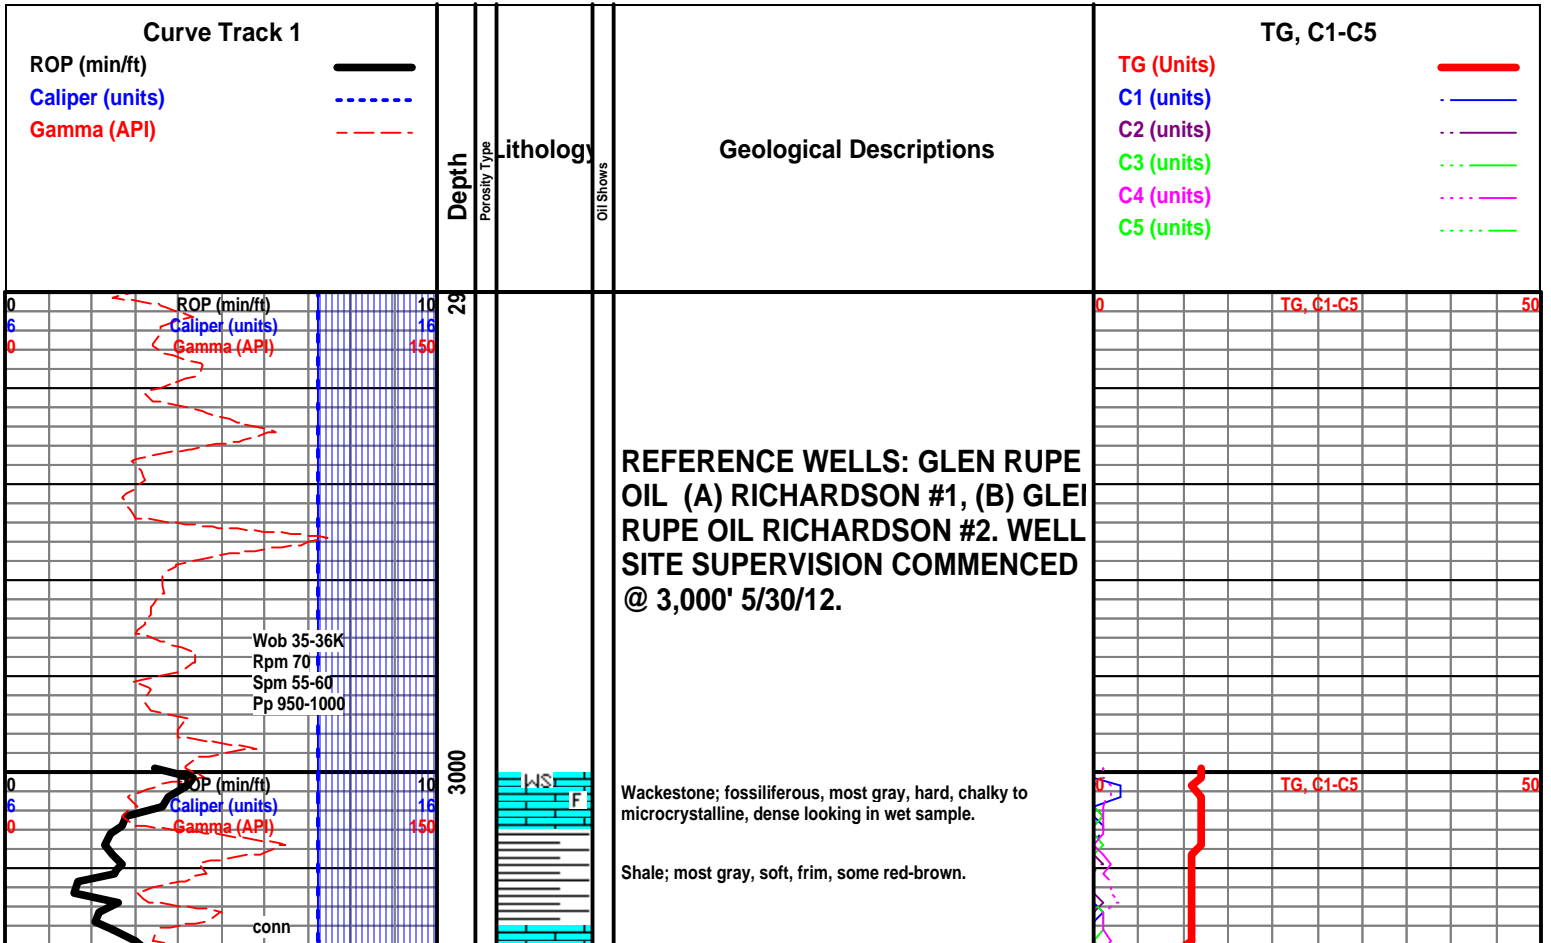 Curve Track 1
ROP (min/ft)
Caliper (units)
Gamma (API)
Depth
Porosity Type
Lithology
Oil Shows
Geological Descriptions
TG, C1-C5
TG (Units)
C1 (units)
C2 (units)
C3 (units)
C4 (units)
C5 (units)
0 ROP (min/ft) 10
6 Caliper (units) 16
0 Gamma (API) 150
29
0 TG, C1-C5 50
REFERENCE WELLS: GLEN RUPE
OIL (A) RICHARDSON #1, (B) GLEN
RUPE OIL RICHARDSON #2. WELL
SITE SUPERVISION COMMENCED
@ 3,000' 5/30/12.
Wob 35-36K
Rpm 70
Spm 55-60
Pp 950-1000
0 ROP (min/ft) 10
6 Caliper (units) 16
0 Gamma (API) 150
3000
WS
F
Wackestone; fossiliferous, most gray, hard, chalky to
microcrystalline, dense looking in wet sample.
Shale; most gray, soft, frim, some red-brown.
0 TG, C1-C5 50
conn